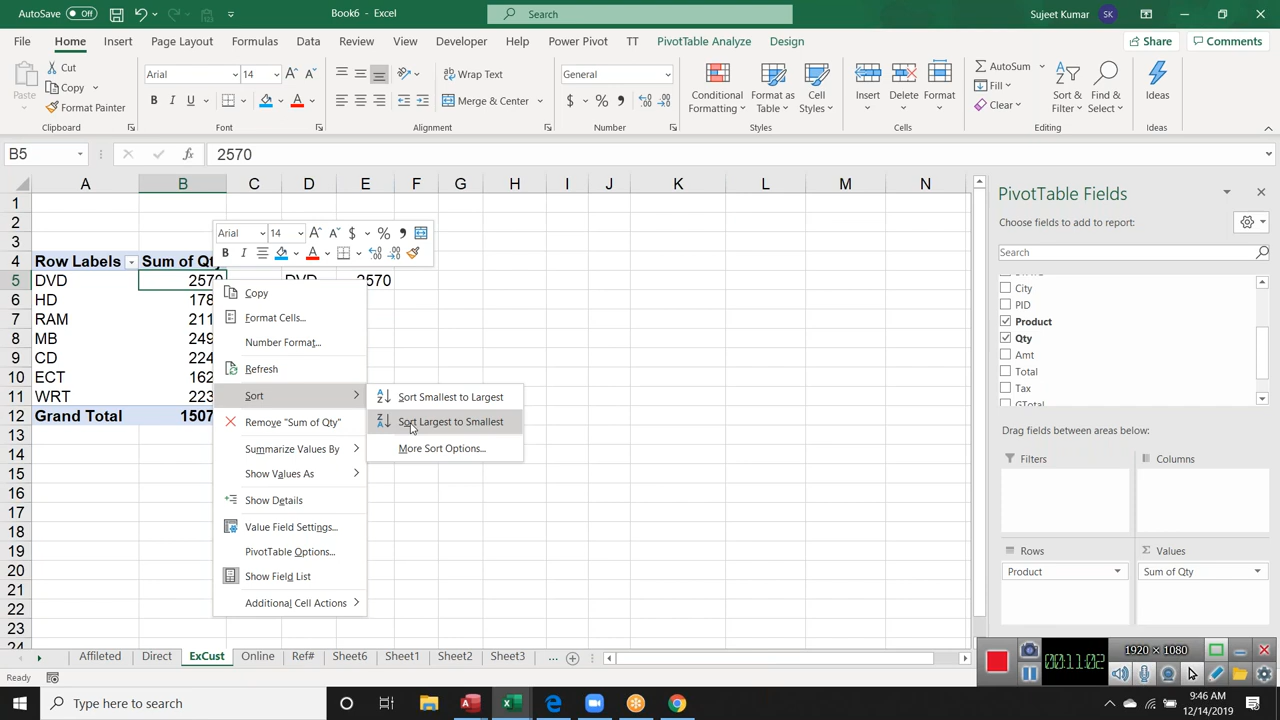 AutoSave Off Book6 - Excel Search Sujeet Kumar SK
File Home Insert Page Layout Formulas Data Review View Developer Help Power Pivot TT PivotTable Analyze Design Share Comments
Paste Cut Copy Format Painter
Arial 14 Wrap Text Merge & Center General
Conditional Formatting Format as Table Cell Styles Insert Delete Format
AutoSum Fill Clear Sort & Filter Find & Select Ideas
Clipboard Font Alignment Number Styles Cells Editing Ideas
B5 fx 2570
A B C D E F G H I J K L M N
1
2
3
4 Row Labels Sum of Qty
5 DVD 2570 DVD 2570
6 HD 178
7 RAM 211
8 MB 249
9 CD 224
10 ECT 162
11 WRT 223
12 Grand Total 1507
13
14
15
16
17
18
19
20
21
22
23
24
Arial 14
Copy
Format Cells...
Number Format...
Refresh
Sort
Remove "Sum of Qty"
Summarize Values By
Show Values As
Show Details
Value Field Settings...
PivotTable Options...
Show Field List
Additional Cell Actions
Sort Smallest to Largest
Sort Largest to Smallest
More Sort Options...
PivotTable Fields
Choose fields to add to report:
Search
City
PID
Product
Qty
Amt
Total
Tax
GTotal
Drag fields between areas below:
Filters Columns
Rows Values
Product Sum of Qty
Affileted Direct ExCust Online Ref# Sheet6 Sheet1 Sheet2 Sheet3 ...
Ready
00:11:02 1920 × 1080
Type here to search
9:46 AM
12/14/2019